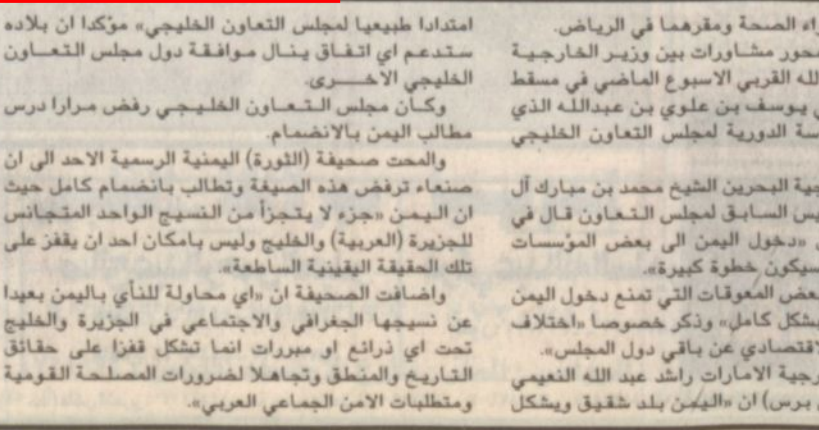 راء الصحة ومقرهما في الرياض.
محور مشاورات بين وزير الخارجية
الله القربي الاسبوع الماضي في مسقط
ي يوسف بن علوي بن عبدالله الذي
سة الدورية لمجلس التعاون الخليجي
جية البحرين الشيخ محمد بن مبارك آل
يس السابق لمجلس التعاون قال في
«دخول اليمن الى بعض المؤسسات
سيكون خطوة كبيرة».
بعض المعوقات التي تمنع دخول اليمن
بشكل كامل» وذكر خصوصا «اختلاف
لاقتصادي عن باقي دول المجلس».
رجية الامارات راشد عبد الله النعيمي
برس) ان «اليمن بلد شقيق ويشكل
امتدادا طبيعيا لمجلس التعاون الخليجي» مؤكدا ان بلاده
ستدعم اي اتفاق ينال موافقة دول مجلس التعاون
الخليجي الاخرى.
وكان مجلس التعاون الخليجي رفض مرارا درس
مطالب اليمن بالانضمام.
والمحت صحيفة (الثورة) اليمنية الرسمية الاحد الى ان
صنعاء ترفض هذه الصيغة وتطالب بانضمام كامل حيث
ان اليمن «جزء لا يتجزأ من النسيج الواحد المتجانس
للجزيرة (العربية) والخليج وليس بامكان احد ان يقفز على
تلك الحقيقة اليقينية الساطعة».
واضافت الصحيفة ان «اي محاولة للنأي باليمن بعيدا
عن نسيجها الجغرافي والاجتماعي في الجزيرة والخليج
تحت اي ذرائع او مبررات انما تشكل قفزا على حقائق
التاريخ والمنطق وتجاهلا لضرورات المصلحة القومية
ومتطلبات الامن الجماعي العربي».